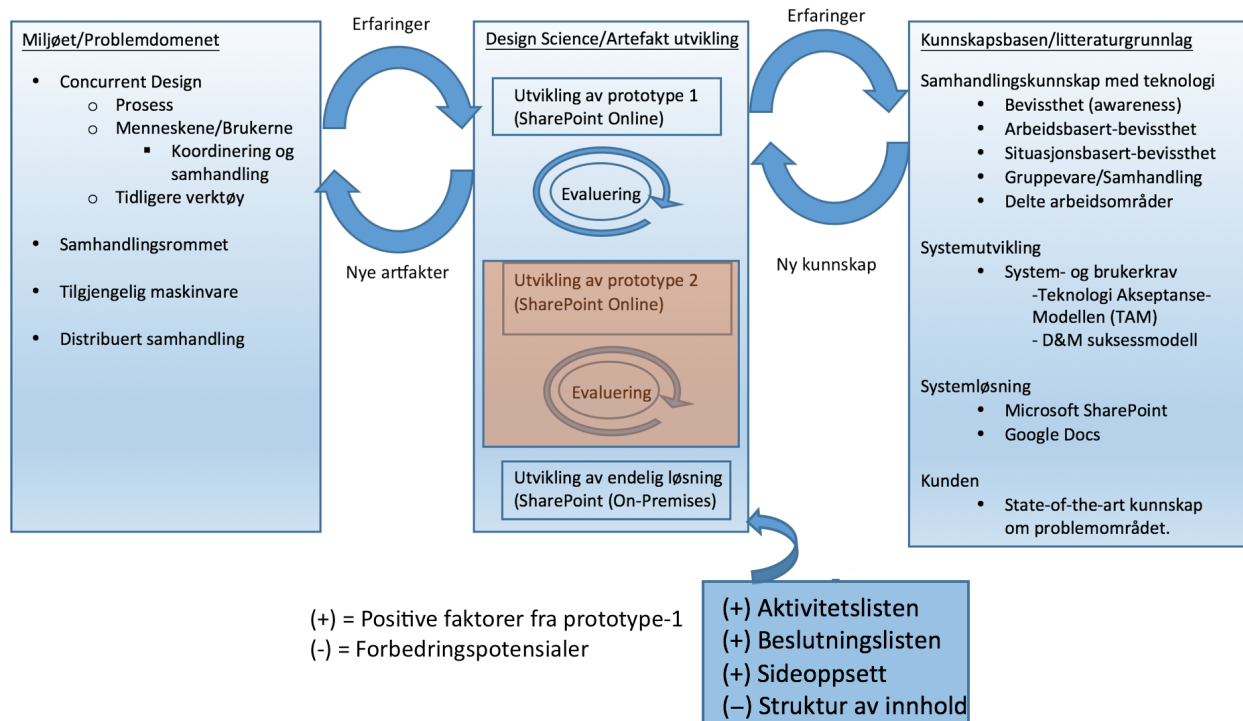 Miljøet/Problemdomenet
• Concurrent Design
o Prosess
o Menneskene/Brukerne
▪ Koordinering og
samhandling
o Tidligere verktøy
• Samhandlingsrommet
• Tilgjengelig maskinvare
• Distribuert samhandling
Erfaringer
Nye artfakter
Design Science/Artefakt utvikling
Utvikling av prototype 1
(SharePoint Online)
Evaluering
Utvikling av prototype 2
(SharePoint Online)
Evaluering
Utvikling av endelig løsning
(SharePoint (On-Premises)
Erfaringer
Ny kunnskap
Kunnskapsbasen/litteraturgrunnlag
Samhandlingskunnskap med teknologi
• Bevissthet (awareness)
• Arbeidsbasert-bevissthet
• Situasjonsbasert-bevissthet
• Gruppevare/Samhandling
• Delte arbeidsområder
Systemutvikling
• System- og brukerkrav
-Teknologi Akseptanse-
Modellen (TAM)
- D&M suksessmodell
Systemløsning
• Microsoft SharePoint
• Google Docs
Kunden
• State-of-the-art kunnskap
om problemområdet.
(+) = Positive faktorer fra prototype-1
(-) = Forbedringspotensialer
(+) Aktivitetslisten
(+) Beslutningslisten
(+) Sideoppsett
(–) Struktur av innhold